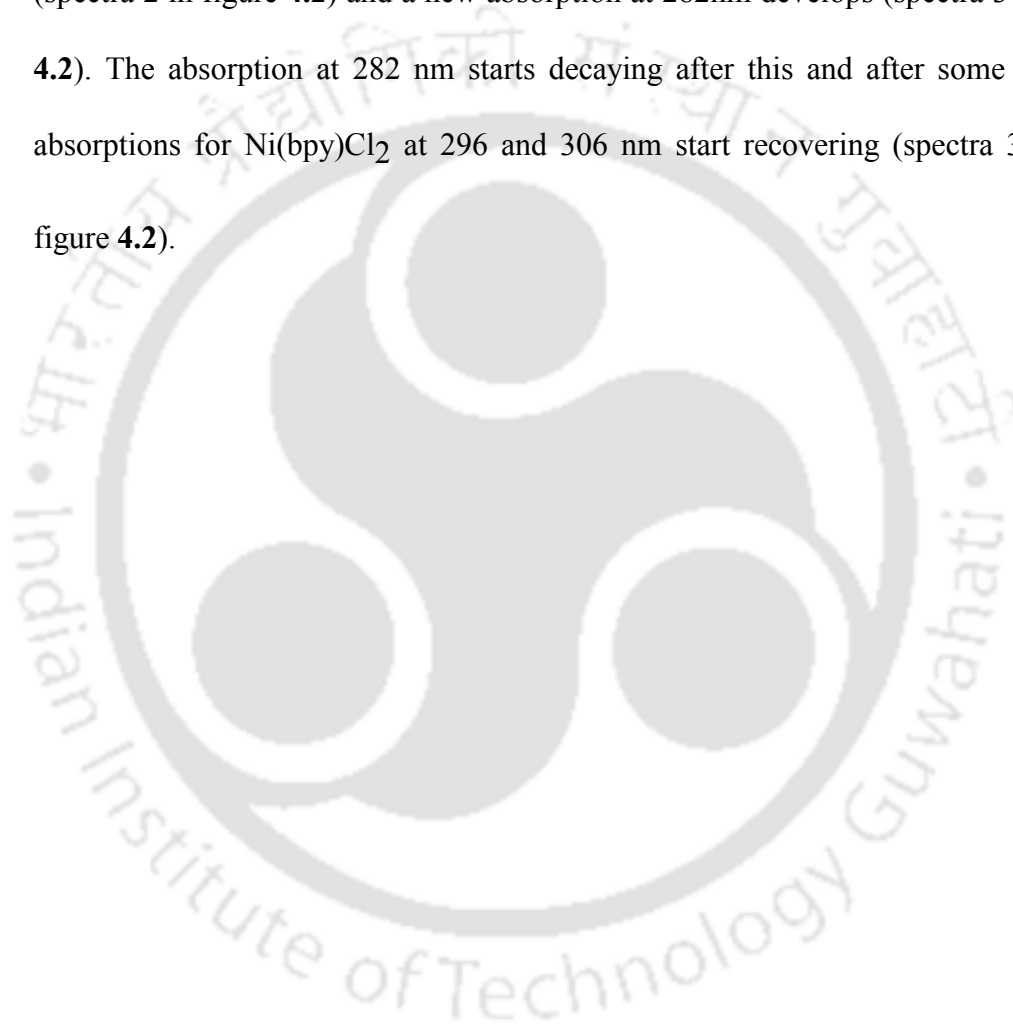 (spectra 2 in figure 4.2) and a new absorption at 282nm develops (spectra 3
4.2). The absorption at 282 nm starts decaying after this and after some
absorptions for Ni(bpy)Cl2 at 296 and 306 nm start recovering (spectra 3
figure 4.2).
भारतीय प्रौद्योगिकी संस्थान गुवाहाटी
Indian Institute of Technology Guwahati